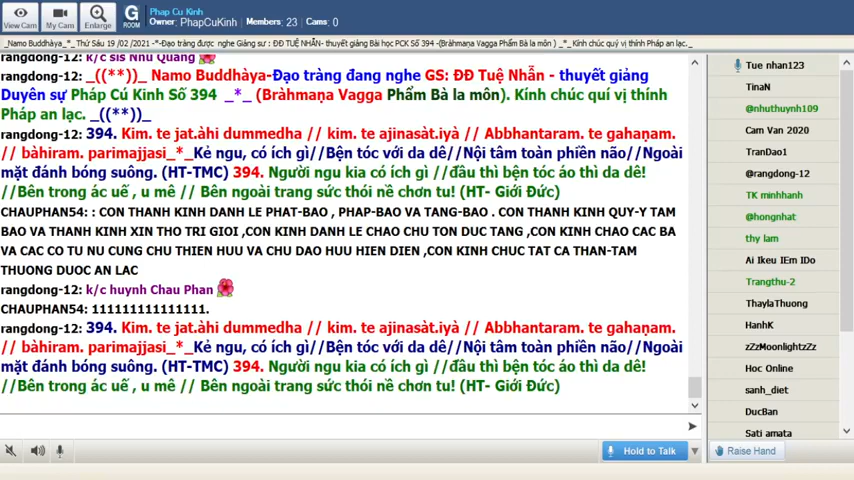 View Cam
My Cam
Enlarge
G
ROOM
Phap Cu Kinh
Owner: PhapCuKinh Members: 23 Cams: 0
_Namo Buddhàya_*_ Thứ Sáu 19 /02 /2021 -*-Đạo tràng được nghe Giảng sư : ĐĐ TUỆ NHẪN- thuyết giảng Bài học PCK Số 394 -(Bràhmaṇa Vagga Phẩm Bà la môn ) _*_ Kính chúc quý vị thính Pháp an lạc._
rangdong-12: k/c sis Nhu Quang
rangdong-12: _((**))_ Namo Buddhàya-Đạo tràng đang nghe GS: ĐĐ Tuệ Nhẫn - thuyết giảng
Duyên sự Pháp Cú Kinh Số 394 _*_ (Bràhmaṇa Vagga Phẩm Bà la môn). Kính chúc quí vị thính
Pháp an lạc. _((**))_
rangdong-12: 394. Kim. te jat.àhi dummedha // kim. te ajinasàt.iyà // Abbhantaram. te gahaṇam.
// bàhiram. parimajjasi_*_Kẻ ngu, có ích gì//Bện tóc với da dê//Nội tâm toàn phiền não//Ngoài
mặt đánh bóng suông. (HT-TMC) 394. Người ngu kia có ích gì //đâu thì bện tóc áo thì da dê!
//Bên trong ác uế , u mê // Bên ngoài trang sức thói nề chơn tu! (HT- Giới Đức)
CHAUPHAN54: : CON THANH KINH DANH LE PHAT-BAO , PHAP-BAO VA TANG-BAO . CON THANH KINH QUY-Y TAM
BAO VA THANH KINH XIN THO TRI GIOI ,CON KINH DANH LE CHAO CHU TON DUC TANG ,CON KINH CHAO CAC BA
VA CAC CO TU NU CUNG CHU THIEN HUU VA CHU DAO HUU HIEN DIEN ,CON KINH CHUC TAT CA THAN-TAM
THUONG DUOC AN LAC
rangdong-12: k/c huynh Chau Phan
CHAUPHAN54: 111111111111111.
rangdong-12: 394. Kim. te jat.àhi dummedha // kim. te ajinasàt.iyà // Abbhantaram. te gahaṇam.
// bàhiram. parimajjasi_*_Kẻ ngu, có ích gì//Bện tóc với da dê//Nội tâm toàn phiền não//Ngoài
mặt đánh bóng suông. (HT-TMC) 394. Người ngu kia có ích gì //đâu thì bện tóc áo thì da dê!
//Bên trong ác uế , u mê // Bên ngoài trang sức thói nề chơn tu! (HT- Giới Đức)
Hold to Talk
Tue nhan123
TinaN
@nhuthuynh109
Cam Van 2020
TranDao1
@rangdong-12
TK minhhanh
@hongnhat
thy lam
Ai Ikeu IEm IDo
Trangthu-2
ThaylaThuong
HanhK
zZzMoonlightzZz
Hoc Online
sanh_diet
DucBan
Sati amata
Raise Hand